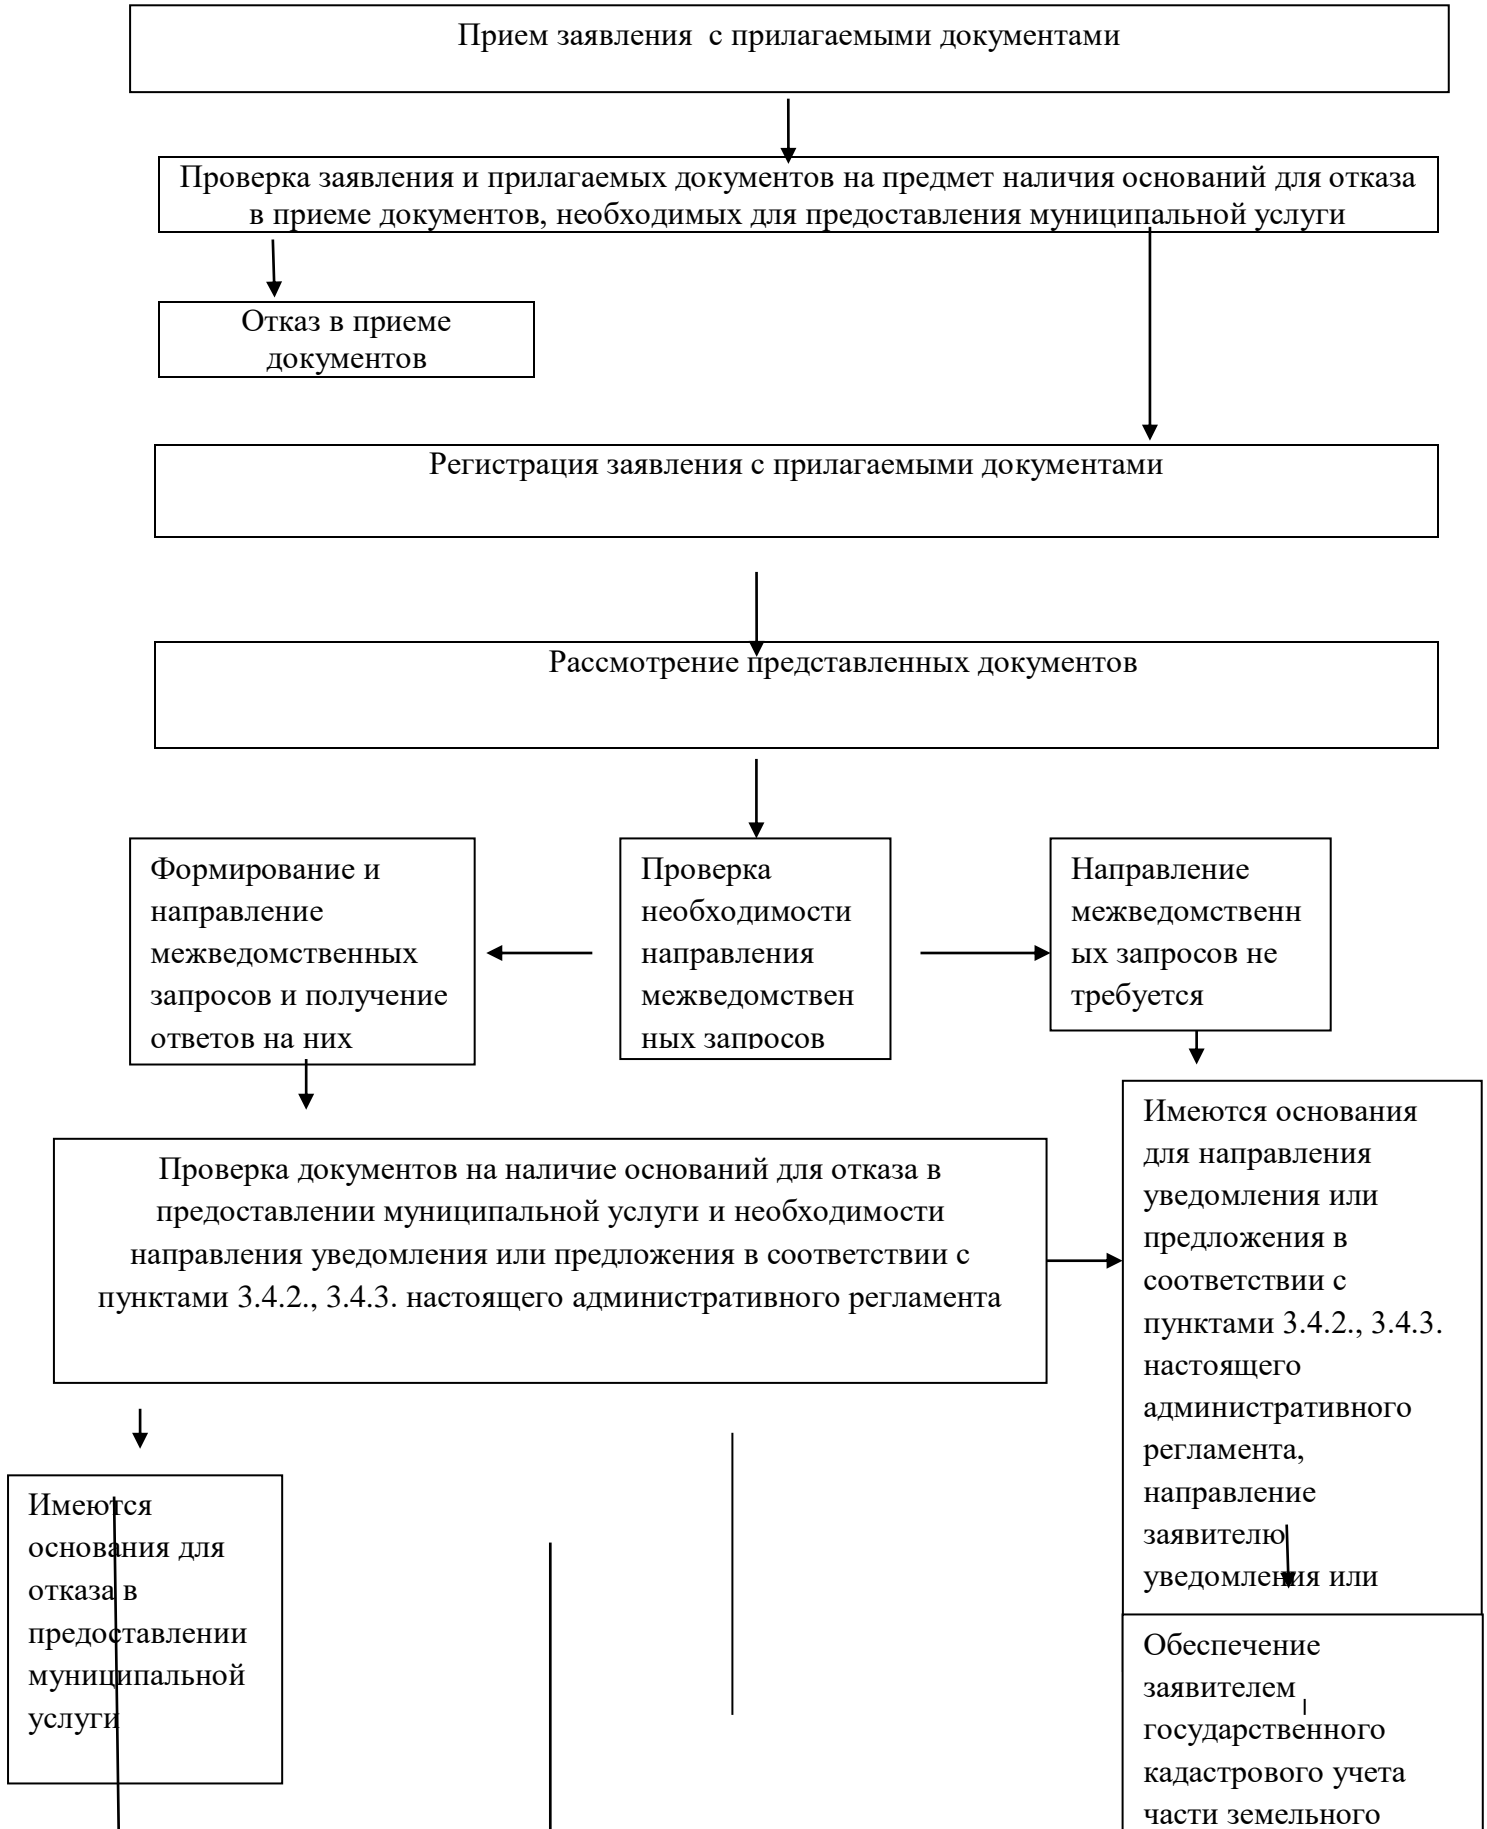 Прием заявления  с прилагаемыми документами
Проверка заявления и прилагаемых документов на предмет наличия оснований для отказа
в приеме документов, необходимых для предоставления муниципальной услуги
Отказ в приеме
документов
Регистрация заявления с прилагаемыми документами
Рассмотрение представленных документов
Формирование и
направление
межведомственных
запросов и получение
ответов на них
Проверка
необходимости
направления
межведомствен
ных запросов
Направление
межведомственн
ых запросов не
требуется
Проверка документов на наличие оснований для отказа в
предоставлении муниципальной услуги и необходимости
направления уведомления или предложения в соответствии с
пунктами 3.4.2., 3.4.3. настоящего административного регламента
Имеются основания
для направления
уведомления или
предложения в
соответствии с
пунктами 3.4.2., 3.4.3.
настоящего
административного
регламента,
направление
заявителю
уведомления или
Имеются
основания для
отказа в
предоставлении
муниципальной
услуги
Обеспечение
заявителем
государственного
кадастрового учета
части земельного